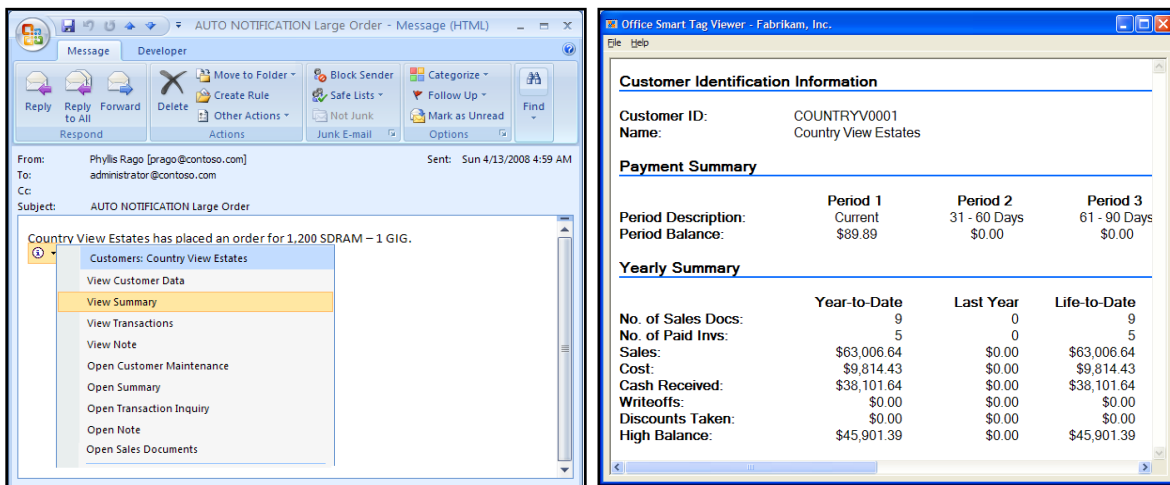 AUTO NOTIFICATION Large Order - Message (HTML)
Message Developer
Reply
Reply to All
Forward
Respond
Delete
Move to Folder
Create Rule
Other Actions
Actions
Block Sender
Safe Lists
Not Junk
Junk E-mail
Categorize
Follow Up
Mark as Unread
Options
Find
From: Phyllis Rago [prago@contoso.com] Sent: Sun 4/13/2008 4:59 AM
To: administrator@contoso.com
Cc:
Subject: AUTO NOTIFICATION Large Order
Country View Estates has placed an order for 1,200 SDRAM – 1 GIG.
Customers: Country View Estates
View Customer Data
View Summary
View Transactions
View Note
Open Customer Maintenance
Open Summary
Open Transaction Inquiry
Open Note
Open Sales Documents
Office Smart Tag Viewer - Fabrikam, Inc.
File Help
Customer Identification Information
Customer ID: COUNTRYV0001
Name: Country View Estates
Payment Summary
Period 1 Period 2 Period 3
Period Description: Current 31 - 60 Days 61 - 90 Days
Period Balance: $89.89 $0.00 $0.00
Yearly Summary
Year-to-Date Last Year Life-to-Date
No. of Sales Docs: 9 0 9
No. of Paid Invs: 5 0 5
Sales: $63,006.64 $0.00 $63,006.64
Cost: $9,814.43 $0.00 $9,814.43
Cash Received: $38,101.64 $0.00 $38,101.64
Writeoffs: $0.00 $0.00 $0.00
Discounts Taken: $0.00 $0.00 $0.00
High Balance: $45,901.39 $0.00 $45,901.39